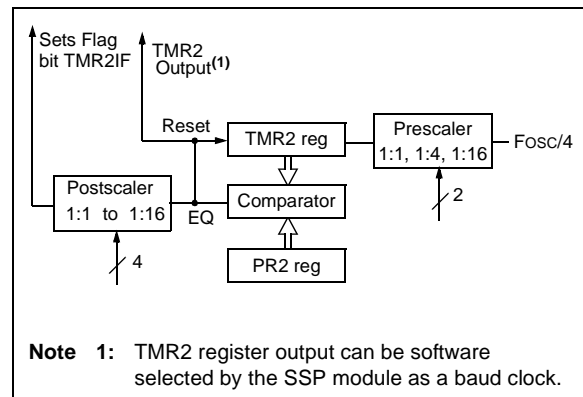 Sets Flag
bit TMR2IF
TMR2
Output(1)
Reset
TMR2 reg
Prescaler
1:1, 1:4, 1:16
FOSC/4
2
Postscaler
1:1 to 1:16
EQ
Comparator
4
PR2 reg
Note 1: TMR2 register output can be software
selected by the SSP module as a baud clock.